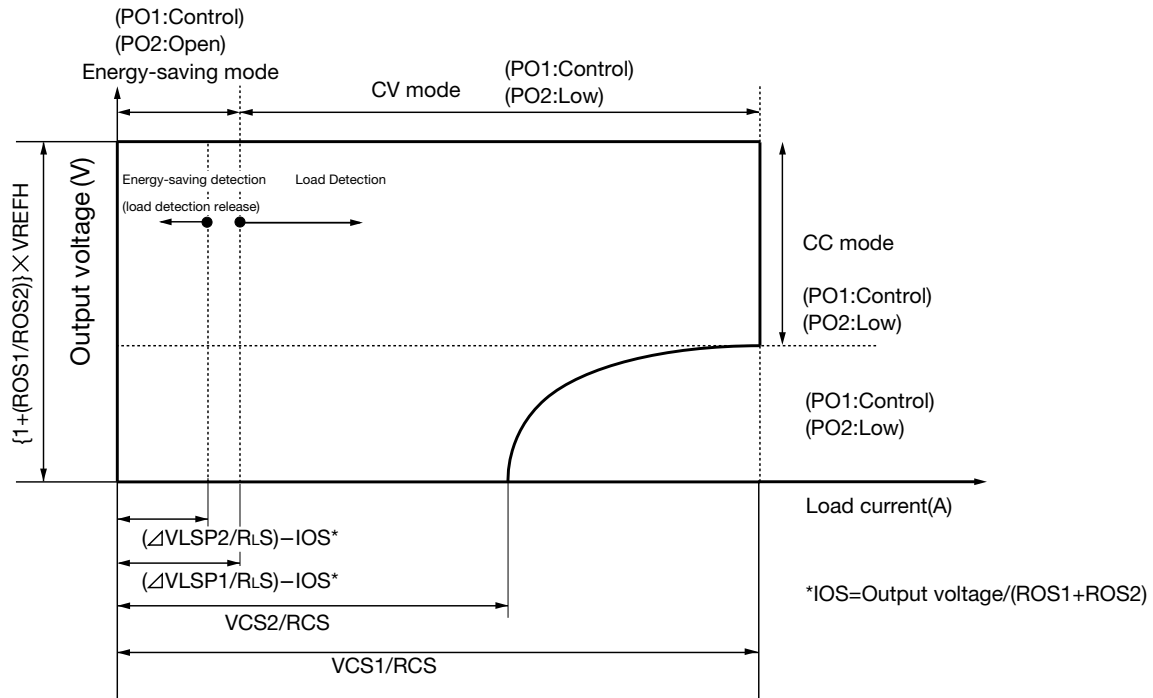 (PO1:Control)
(PO2:Open)
Energy-saving mode
CV mode
(PO1:Control)
(PO2:Low)
{1+(ROS1/ROS2)}×VREFH
Output voltage (V)
Energy-saving detection
(load detection release)
Load Detection
CC mode
(PO1:Control)
(PO2:Low)
(PO1:Control)
(PO2:Low)
Load current(A)
(⊿VLSP2/RLS)−IOS*
(⊿VLSP1/RLS)−IOS*
VCS2/RCS
VCS1/RCS
*IOS=Output voltage/(ROS1+ROS2)